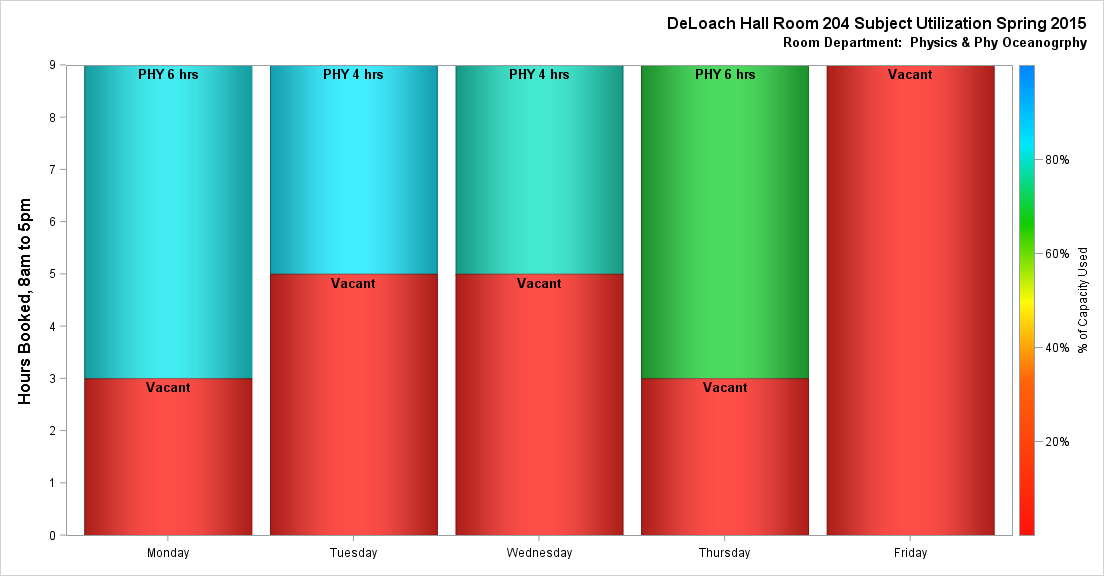 DeLoach Hall Room 204 Subject Utilization Spring 2015
Room Department:  Physics & Phy Oceanogrphy
Hours Booked, 8am to 5pm
9
8
7
6
5
4
3
2
1
0
PHY 6 hrs
Vacant
PHY 4 hrs
Vacant
PHY 4 hrs
Vacant
PHY 6 hrs
Vacant
Vacant
Monday
Tuesday
Wednesday
Thursday
Friday
80%
60%
40%
20%
% of Capacity Used